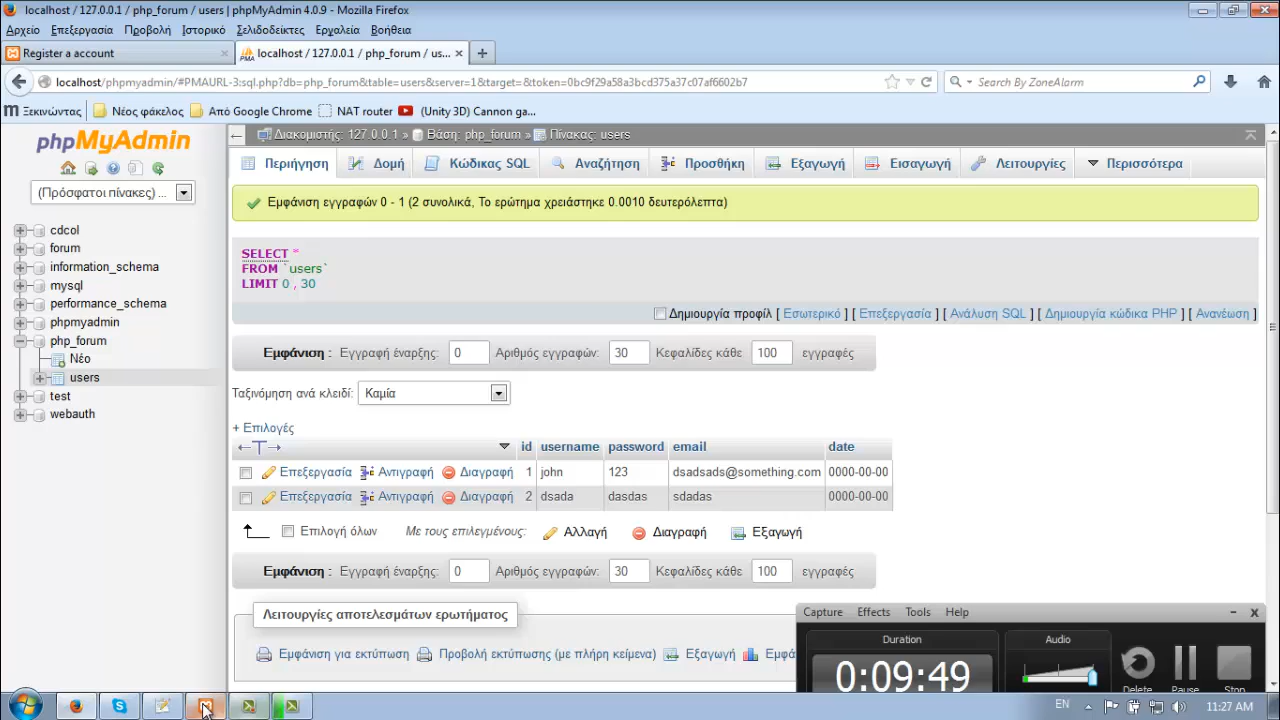 localhost / 127.0.0.1 / php_forum / users | phpMyAdmin 4.0.9 - Mozilla Firefox
Αρχείο Επεξεργασία Προβολή Ιστορικό Σελιδοδείκτες Εργαλεία Βοήθεια
Register a account
localhost / 127.0.0.1 / php_forum / us...
localhost/phpmyadmin/#PMAURL-3:sql.php?db=php_forum&table=users&server=1&target=&token=0bc9f29a58a3bcd375a37c07af6602b7
Search By ZoneAlarm
Ξεκινώντας Νέος φάκελος Από Google Chrome NAT router (Unity 3D) Cannon ga...
phpMyAdmin
(Πρόσφατοι πίνακες) ...
cdcol
forum
information_schema
mysql
performance_schema
phpmyadmin
php_forum
Νέο
users
test
webauth
Διακομιστής: 127.0.0.1 » Βάση: php_forum » Πίνακας: users
Περιήγηση Δομή Κώδικας SQL Αναζήτηση Προσθήκη Εξαγωγή Εισαγωγή Λειτουργίες Περισσότερα
Εμφάνιση εγγραφών 0 - 1 (2 συνολικά, Το ερώτημα χρειάστηκε 0.0010 δευτερόλεπτα)
SELECT *
FROM `users`
LIMIT 0 , 30
Δημιουργία προφίλ [ Εσωτερικό ] [ Επεξεργασία ] [ Ανάλυση SQL ] [ Δημιουργία κώδικα PHP ] [ Ανανέωση ]
Εμφάνιση : Εγγραφή έναρξης: 0 Αριθμός εγγραφών: 30 Κεφαλίδες κάθε 100 εγγραφές
Ταξινόμηση ανά κλειδί: Καμία
+ Επιλογές
id username password email date
Επεξεργασία Αντιγραφή Διαγραφή 1 john 123 dsadsads@something.com 0000-00-00
Επεξεργασία Αντιγραφή Διαγραφή 2 dsada dasdas sdadas 0000-00-00
Επιλογή όλων Με τους επιλεγμένους: Αλλαγή Διαγραφή Εξαγωγή
Εμφάνιση : Εγγραφή έναρξης: 0 Αριθμός εγγραφών: 30 Κεφαλίδες κάθε 100 εγγραφές
Λειτουργίες αποτελεσμάτων ερωτήματος
Εμφάνιση για εκτύπωση Προβολή εκτύπωσης (με πλήρη κείμενα) Εξαγωγή Εμφά
Capture Effects Tools Help
Duration
Audio
0:09:49
Delete Pause Stop
EN
11:27 AM